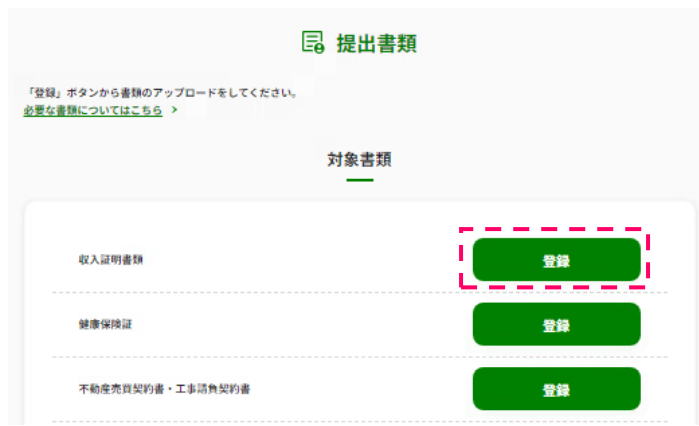 提出書類
「登録」ボタンから書類のアップロードをしてください。
必要な書類についてはこちら >
対象書類
収入証明書類
登録
健康保険証
登録
不動産売買契約書・工事請負契約書
登録